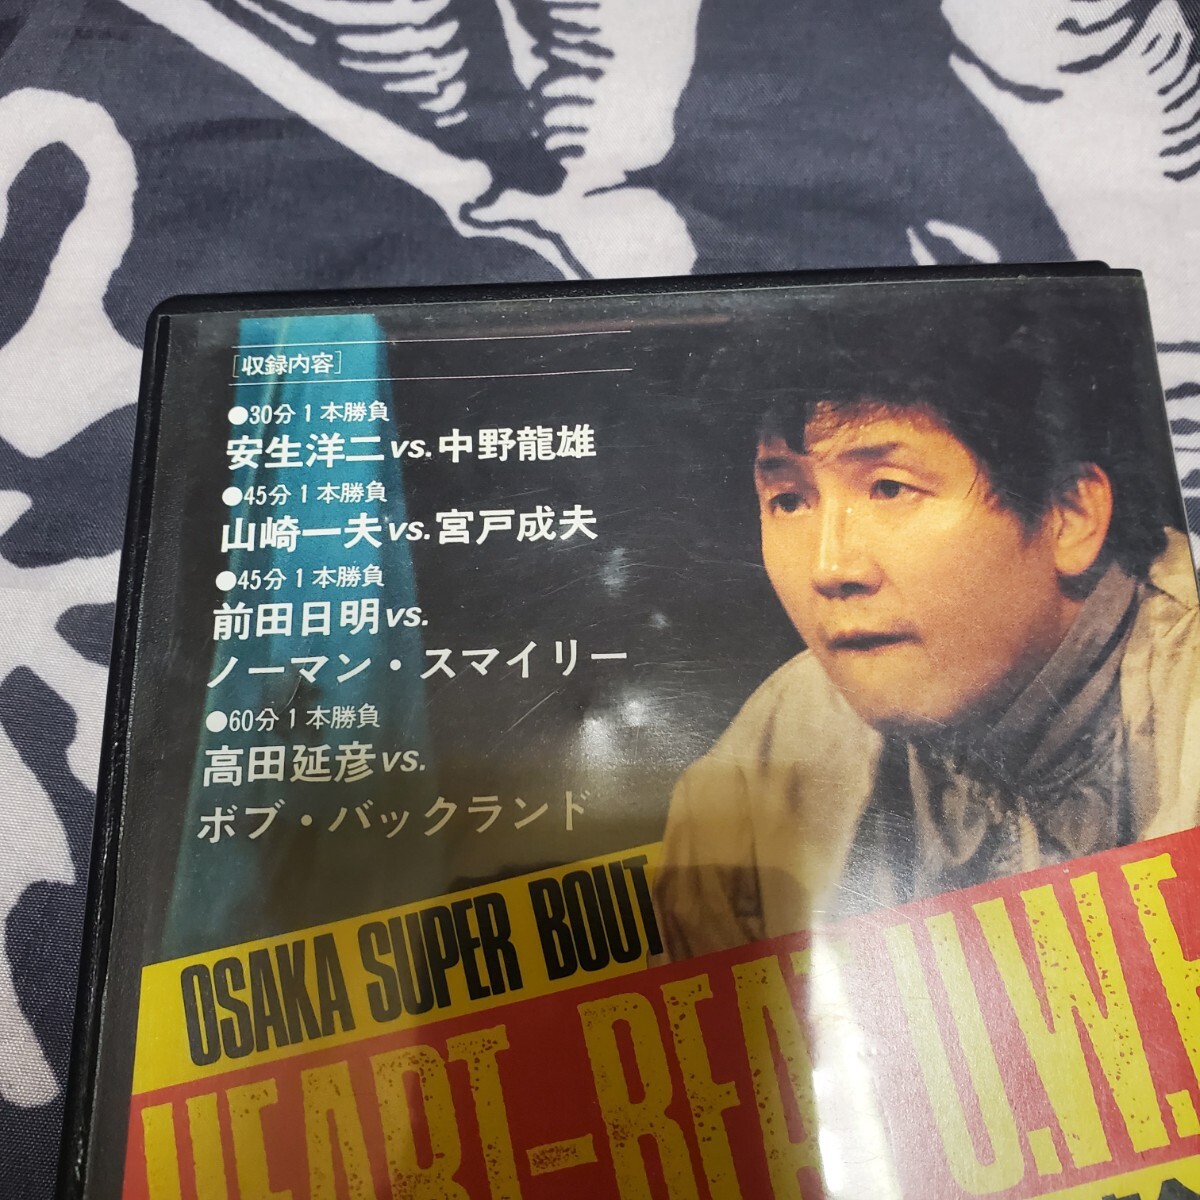 [収録内容]
●30分1本勝負
安生洋二vs.中野龍雄
●45分1本勝負
山崎一夫vs.宮戸成夫
●45分1本勝負
前田日明vs.
ノーマン・スマイリー
●60分1本勝負
高田延彦vs.
ボブ・バックランド
OSAKA SUPER BOUT
HEART-BEAT U.W.F.